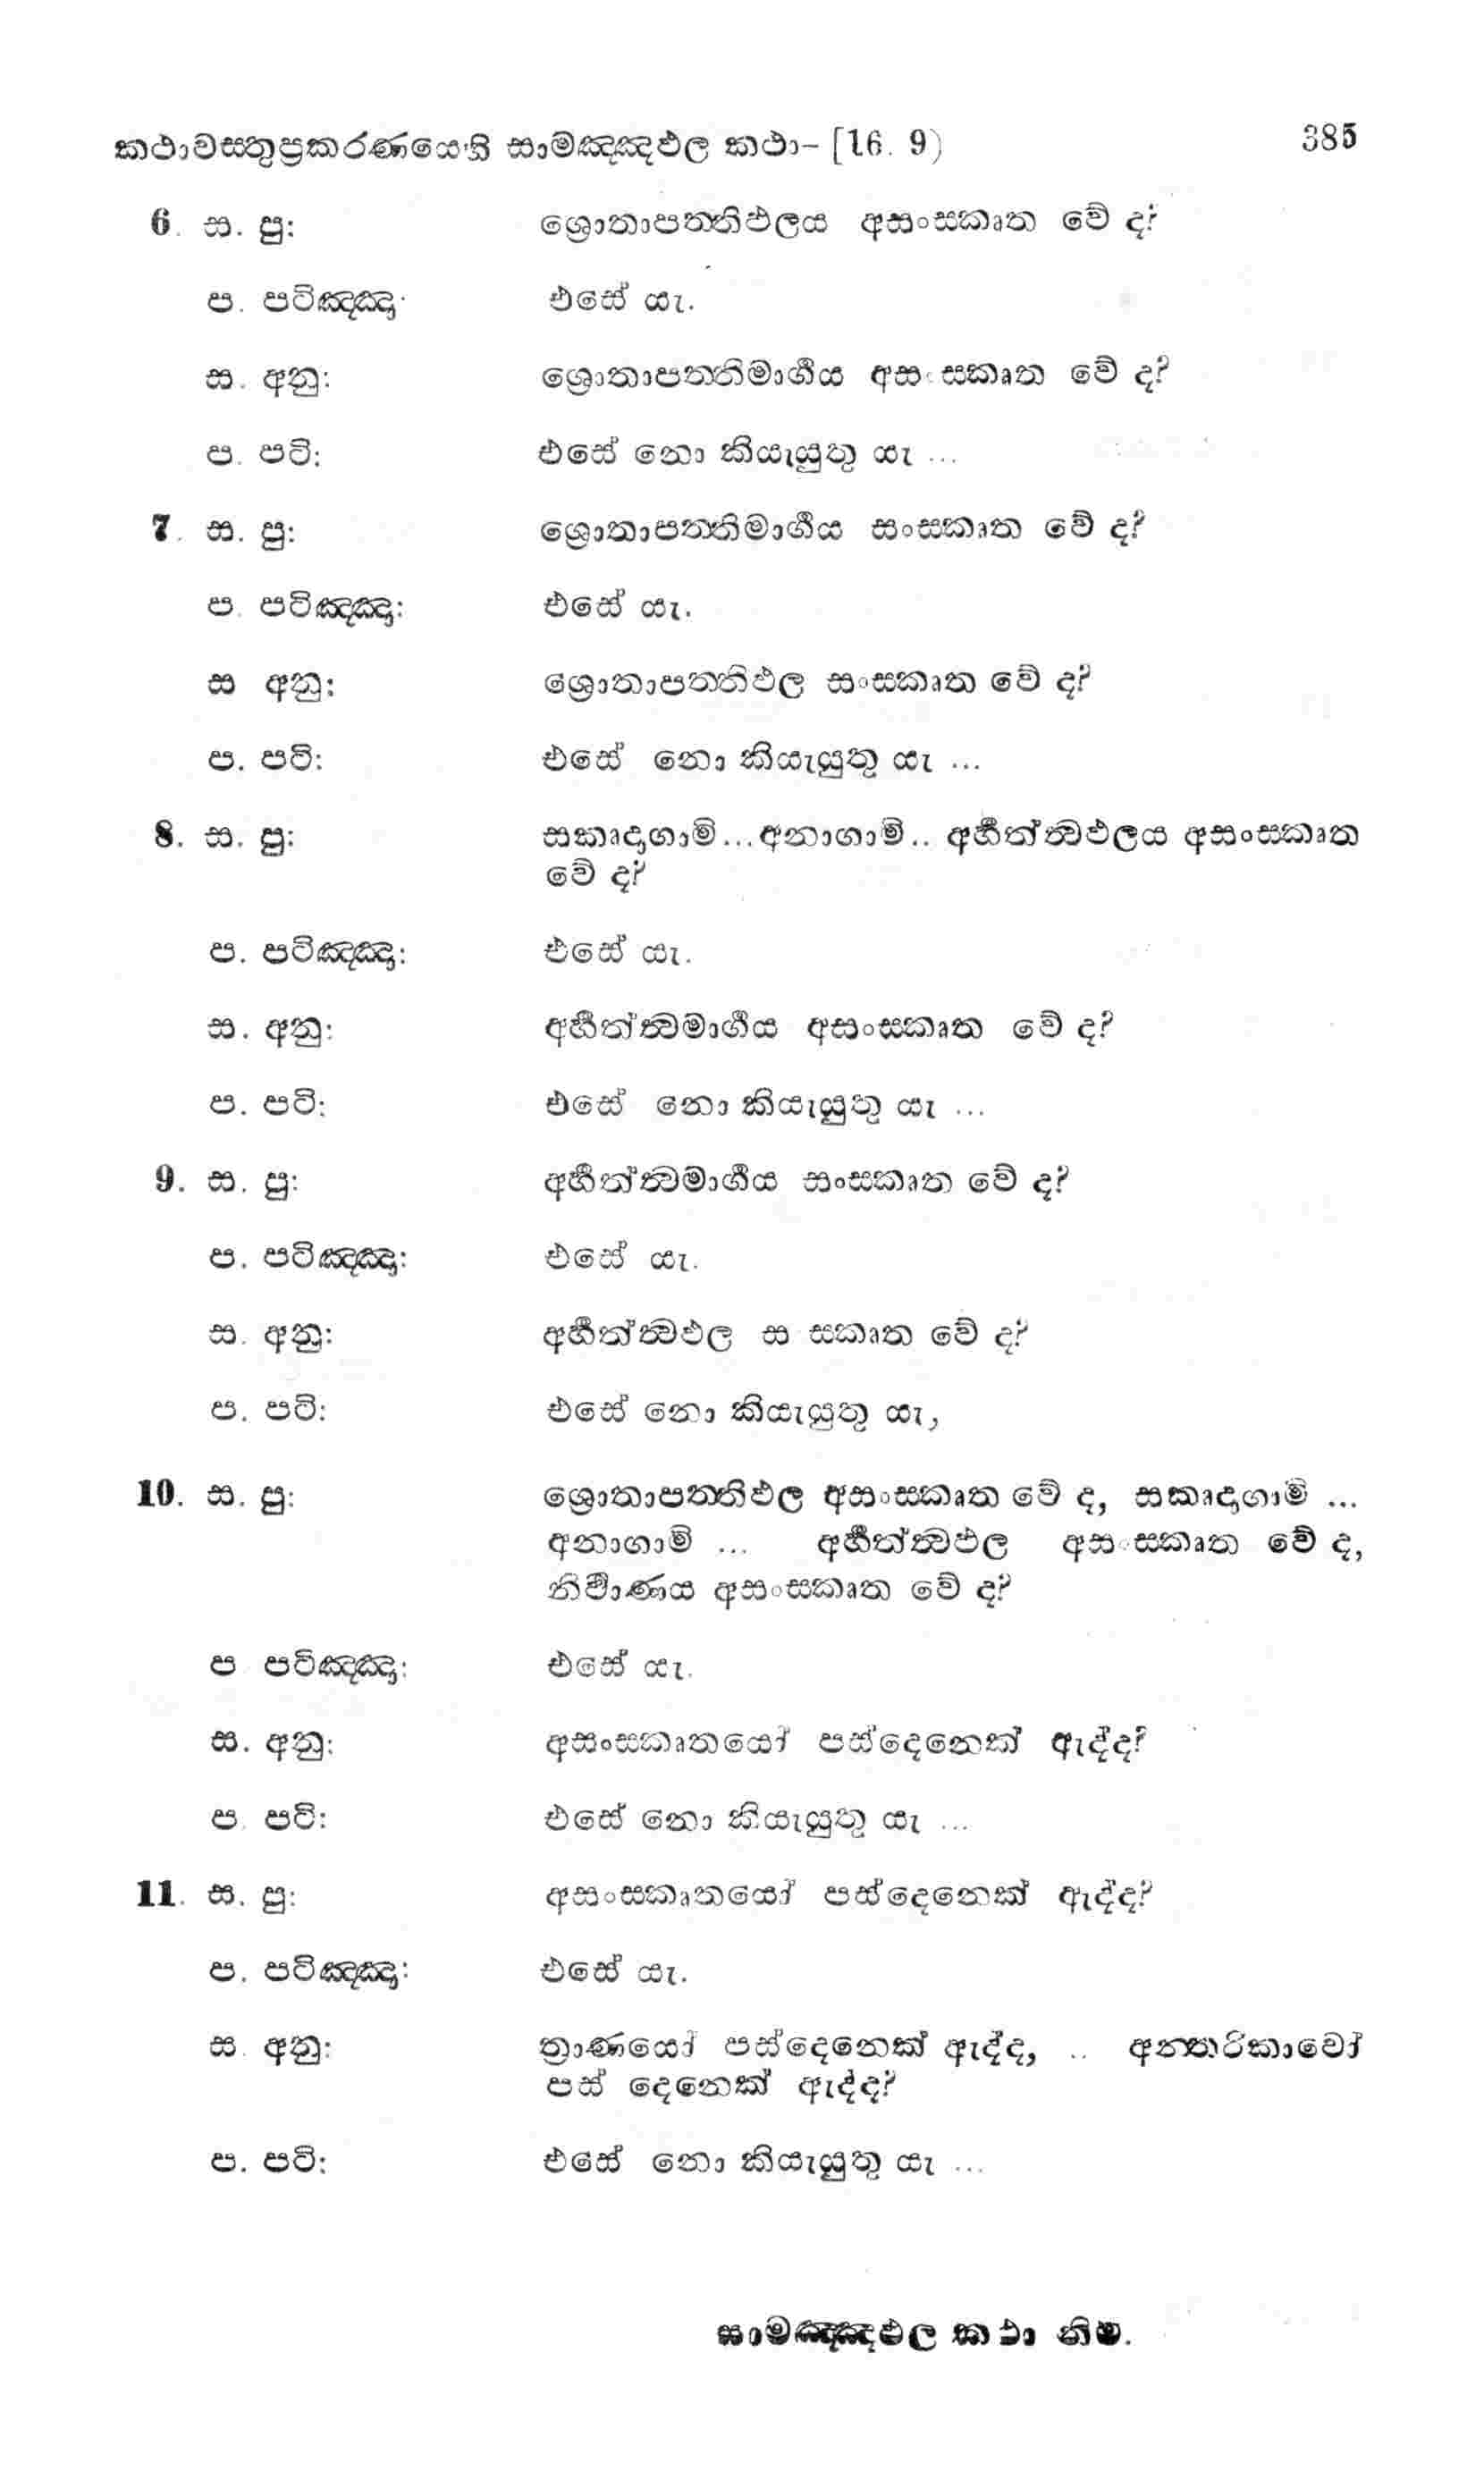 කථාවස්තුප්‍රකරණයෙහි සාමඤ්ඤඵල කථා– [16. 9) 385
6. ස. පු: ශ්‍රොතාපත්තිඵලය අසංස්කෘත වේ ද?
ප. පටිඤ්ඤා: එසේ යැ.
ස. අනු: ශ්‍රොතාපත්තිමාර්ගය අසංස්කෘත වේ ද?
ප. පටි: එසේ නො කියැයුතු යැ ...
7. ස. පු: ශ්‍රොතාපත්තිමාර්ගය සංස්කෘත වේ ද?
ප. පටිඤ්ඤා: එසේ යැ.
ස අනු: ශ්‍රොතාපත්තිඵල සංස්කෘත වේ ද?
ප. පටි: එසේ නො කියැයුතු යැ ...
8. ස. පු: සකෘදාගාමි... අනාගාමි.. අර්හත්ත්‍වඵලය අසංස්කෘත
වේ ද?
ප. පටිඤ්ඤා: එසේ යැ.
ස. අනු: අර්හත්ත්‍වමාර්ගය අසංස්කෘත වේ ද?
ප. පටි: එසේ නො කියැයුතු යැ ...
9. ස. පු: අර්හත්ත්‍වමාර්ගය සංස්කෘත වේ ද?
ප. පටිඤ්ඤා: එසේ යැ.
ස. අනු: අර්හත්ත්‍වඵල ස සකෘත වේ ද?
ප. පටි: එසේ නො කියැයුතු යැ,
10. ස. පු: ශ්‍රොතාපත්තිඵල අසංස්කෘත වේ ද, සකෘදාගාමි ...
අනාගාමි ... අර්හත්ත්‍වඵල අසංස්කෘත වේ ද,
නිර්වාණය අසංස්කෘත වේ ද?
ප පටිඤ්ඤා: එසේ යැ.
ස. අනු: අසංස්කෘතයෝ පස්දෙනෙක් ඇද්ද?
ප. පටි: එසේ නො කියැයුතු යැ ...
11. ස. පු: අසංස්කෘතයෝ පස්දෙනෙක් ඇද්ද?
ප. පටිඤ්ඤා: එසේ යැ.
ස. අනු: ත්‍රාණයෝ පස්දෙනෙක් ඇද්ද, .. අන්තරිකාවෝ
පස් දෙනෙක් ඇද්ද?
ප. පටි: එසේ නො කියැයුතු යැ ...
සාමඤ්ඤඵල කථා නිමි.